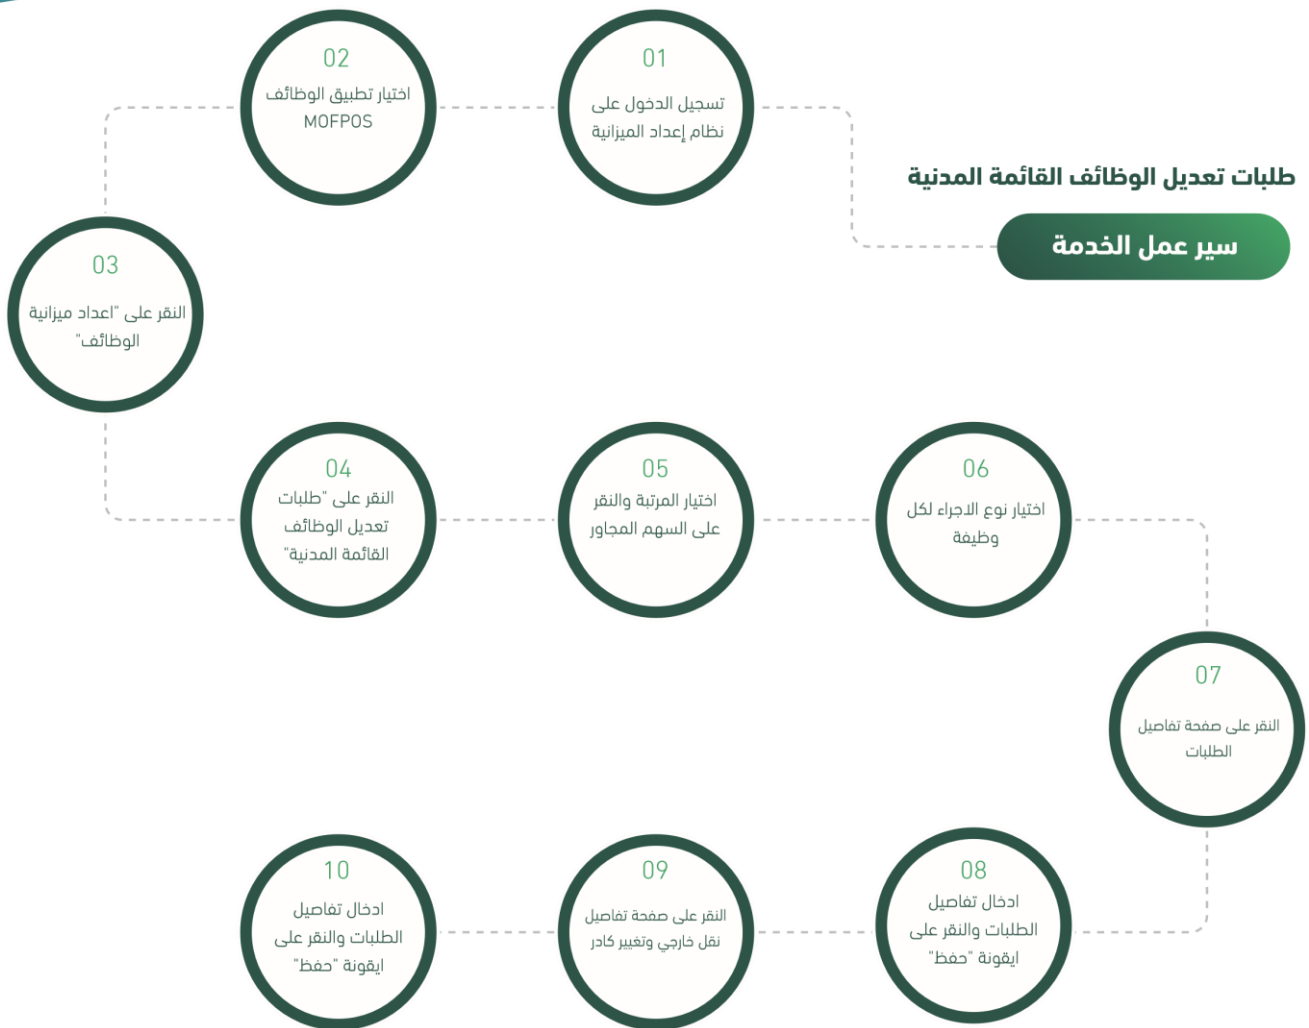 طلبات تعديل الوظائف القائمة المدنية
سير عمل الخدمة
01
تسجيل الدخول على
نظام إعداد الميزانية
02
اختيار تطبيق الوظائف
MOFPOS
03
النقر على "اعداد ميزانية
الوظائف"
04
النقر على "طلبات
تعديل الوظائف
القائمة المدنية"
05
اختيار المرتبة والنقر
على السهم المجاور
06
اختيار نوع الاجراء لكل
وظيفة
07
النقر على صفحة تفاصيل
الطلبات
08
ادخال تفاصيل
الطلبات والنقر على
ايقونة "حفظ"
09
النقر على صفحة تفاصيل
نقل خارجي وتغيير كادر
10
ادخال تفاصيل
الطلبات والنقر على
ايقونة "حفظ"